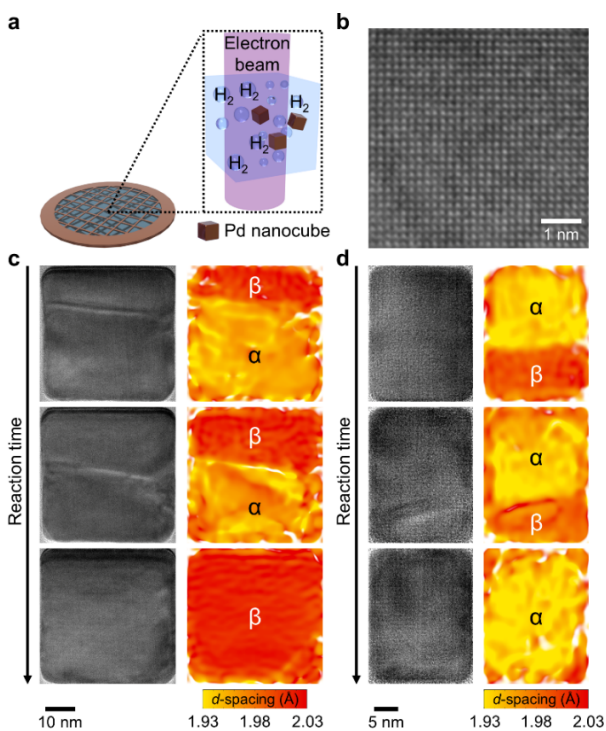 a
Electron
beam
H₂
H₂
H₂
H₂
H₂
Pd nanocube
b
1 nm
c
Reaction time
β
α
β
α
β
10 nm
d-spacing (Å)
1.93 1.98 2.03
d
Reaction time
α
β
α
β
α
5 nm
d-spacing (Å)
1.93 1.98 2.03